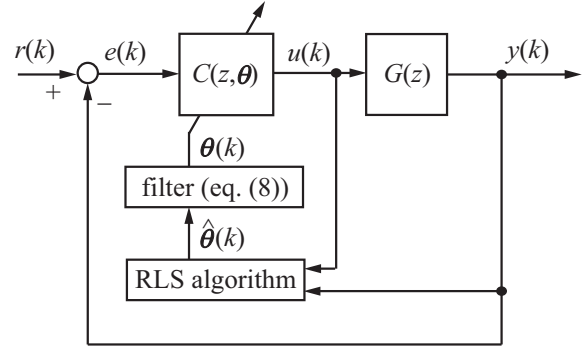 r(k) e(k) C(z,θ) u(k) G(z) y(k)
+ −
θ(k)
filter (eq. (8))
θ̂(k)
RLS algorithm